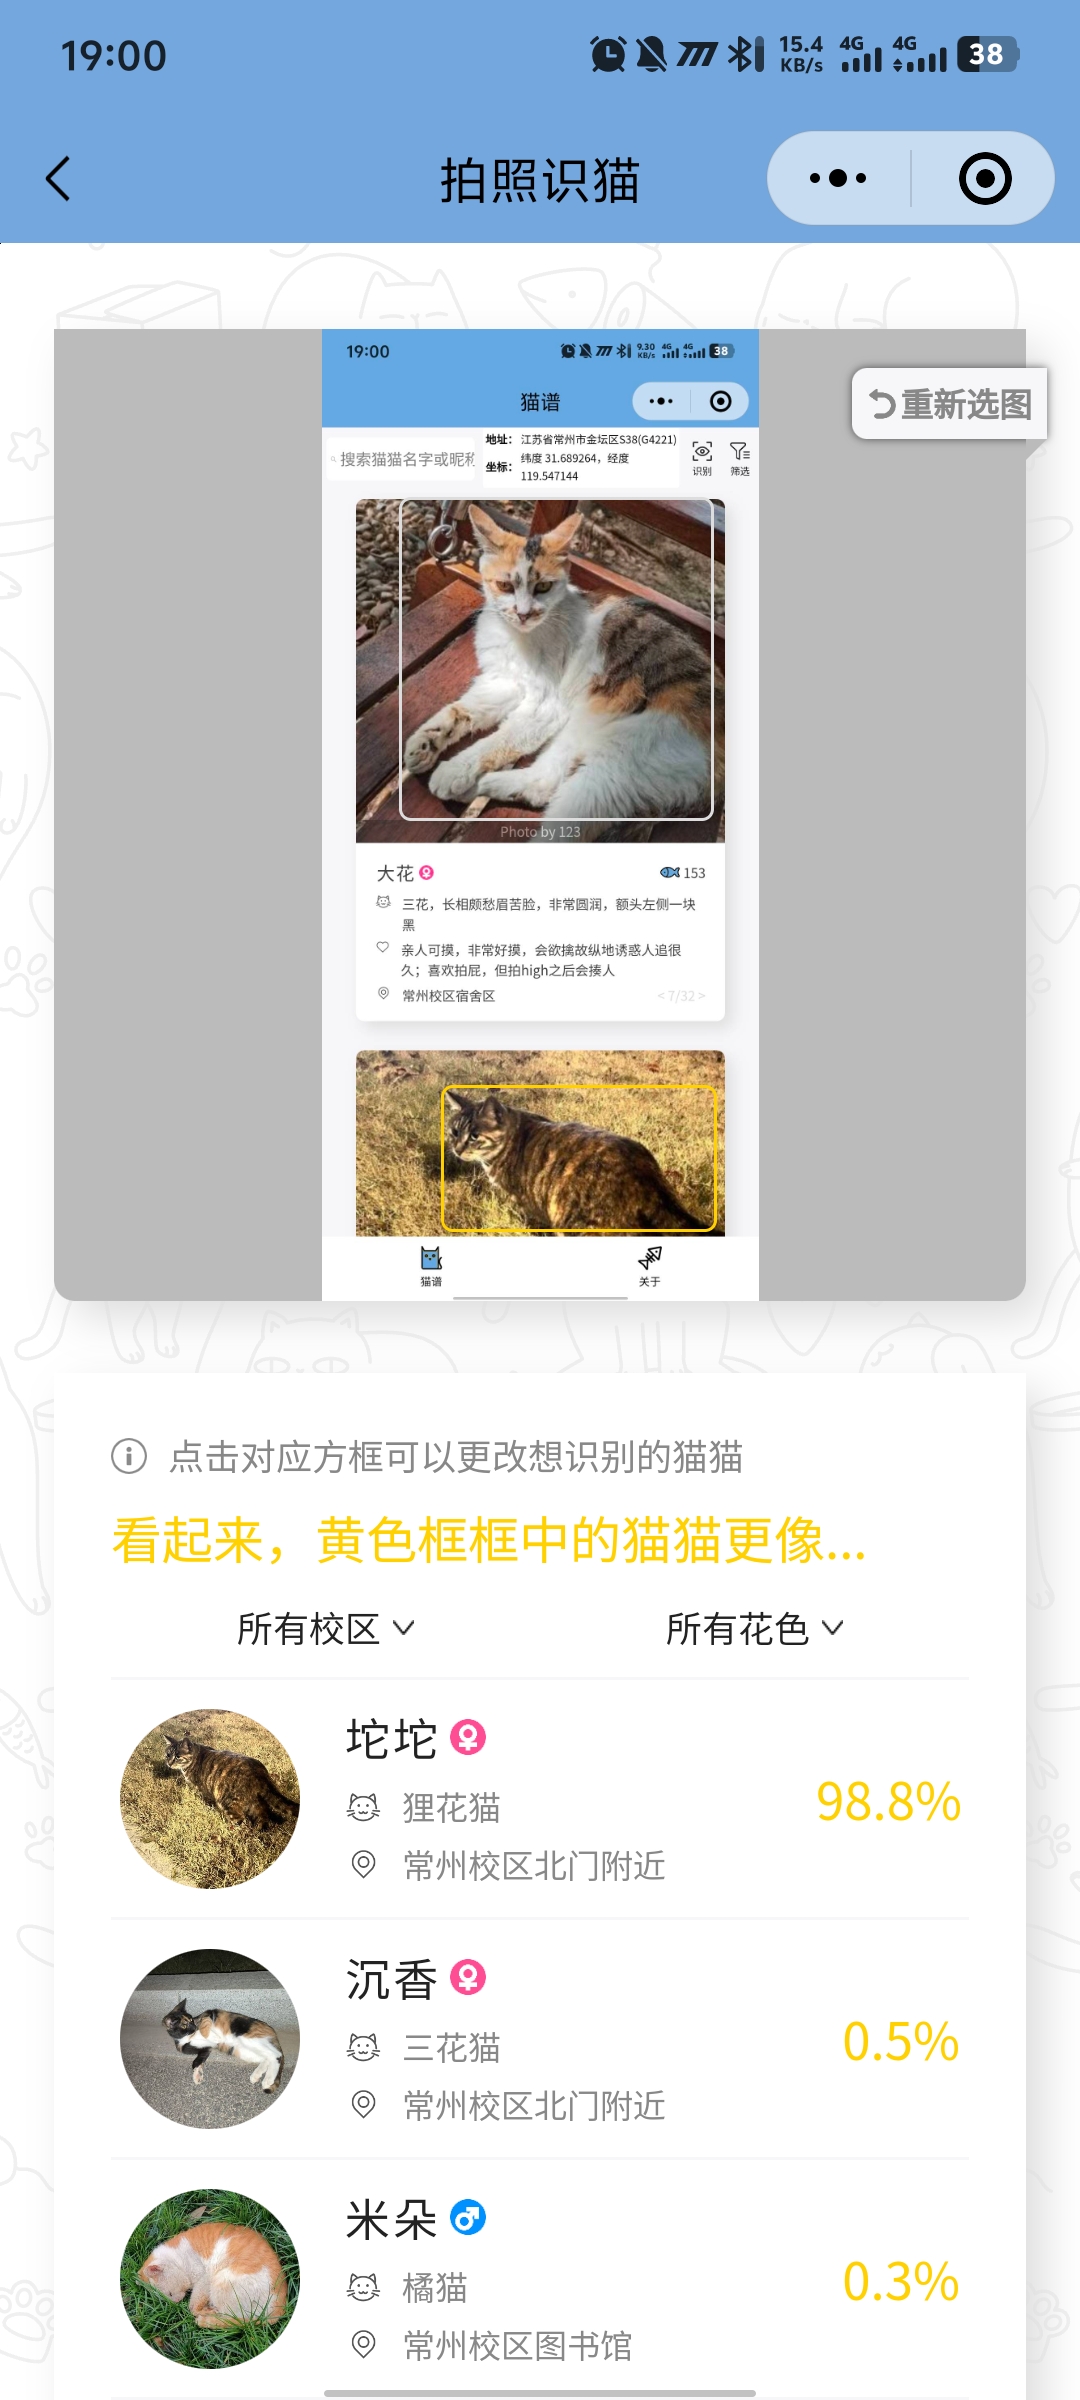 19:00
15.4
KB/s
4G
4G
38
拍照识猫
19:00
9.30
KB/s
4G
4G
38
猫谱
重新选图
搜索猫猫名字或昵称
地址: 江苏省常州市金坛区S38(G4221)
坐标: 纬度 31.689264，经度
119.547144
识别
筛选
Photo by 123
大花
153
三花，长相颇愁眉苦脸，非常圆润，额头左侧一块
黑
亲人可摸，非常好摸，会欲擒故纵地诱惑人追很
久；喜欢拍屁，但拍high之后会揍人
常州校区宿舍区
< 7/32 >
猫谱
关于
点击对应方框可以更改想识别的猫猫
看起来，黄色框框中的猫猫更像...
所有校区
所有花色
坨坨
狸花猫
98.8%
常州校区北门附近
沉香
三花猫
0.5%
常州校区北门附近
米朵
橘猫
0.3%
常州校区图书馆